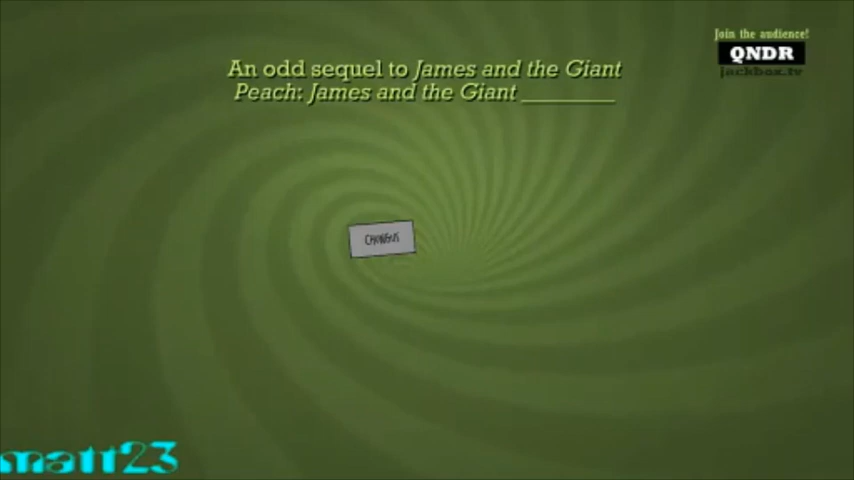 Join the audience!
QNDR
jackbox.tv
An odd sequel to James and the Giant
Peach: James and the Giant ________
CHUNGUS
matt23